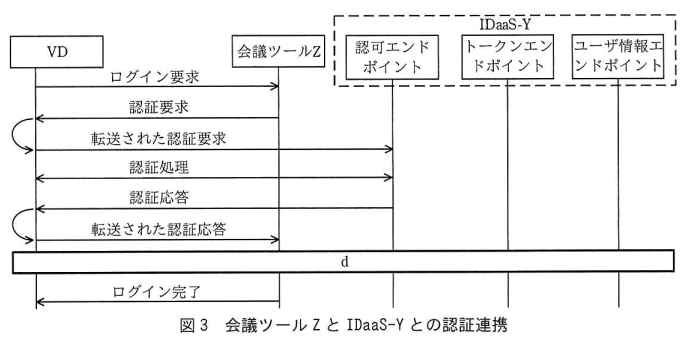 IDaaS-Y
VD
会議ツールZ
認可エンド
ポイント
トークンエン
ドポイント
ユーザ情報エ
ンドポイント
ログイン要求
認証要求
転送された認証要求
認証処理
認証応答
転送された認証応答
d
ログイン完了
図3 会議ツールZとIDaaS-Yとの認証連携